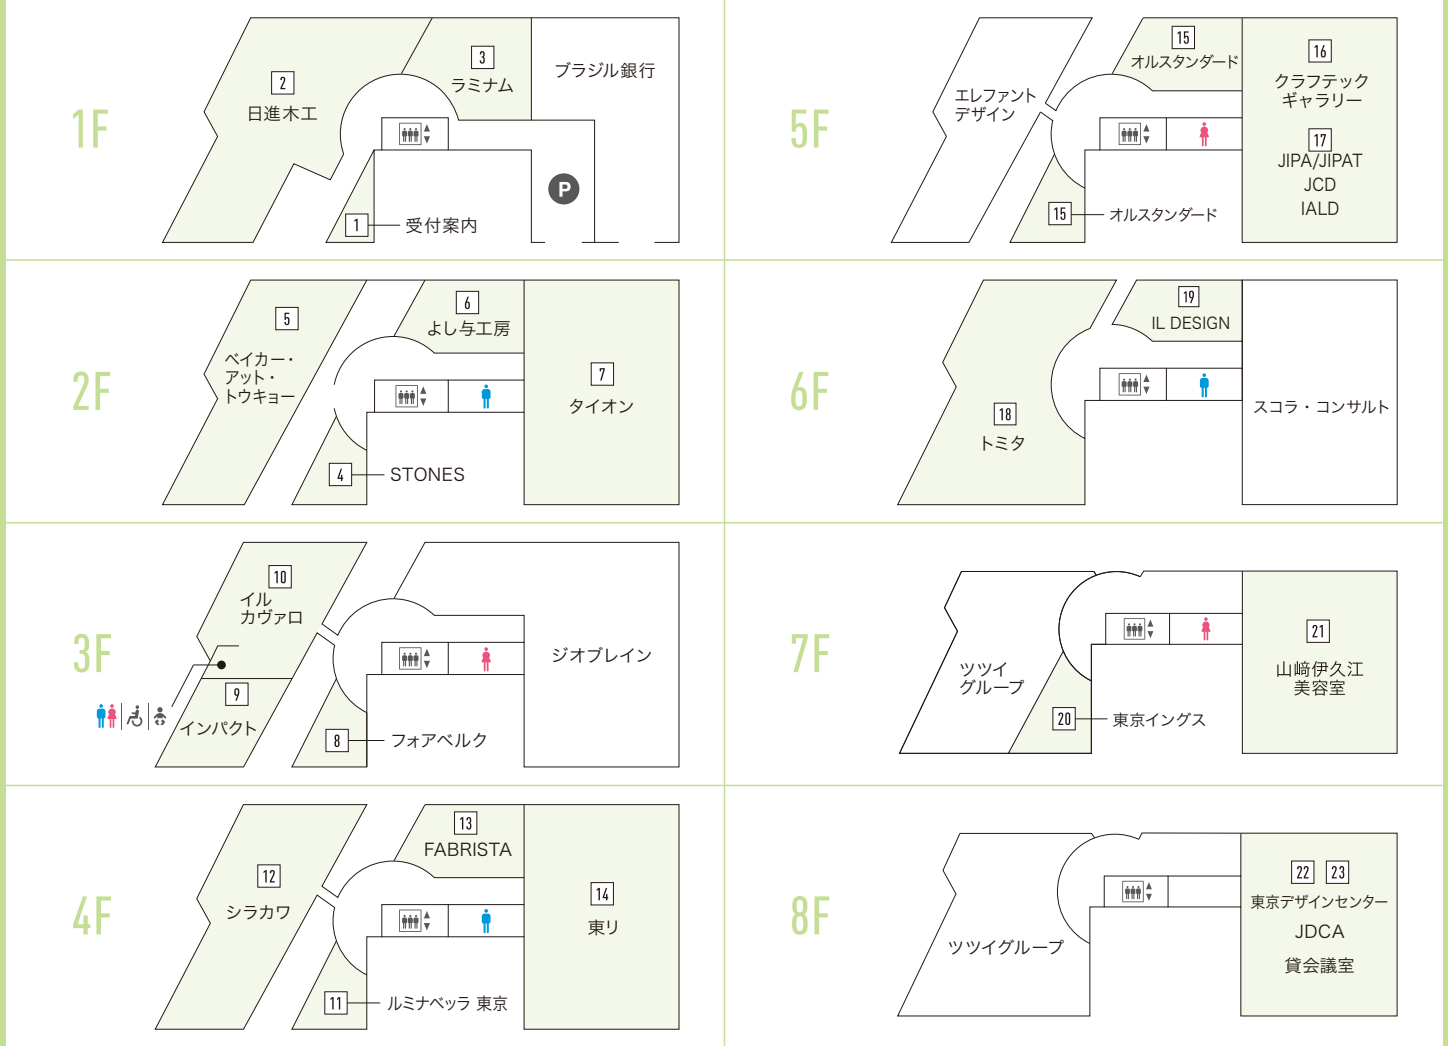 1F
2
日進木工
3
ラミナム
ブラジル銀行
P
1
受付案内
2F
5
ベイカー・
アット・
トウキョー
6
よし与工房
7
タイオン
4
STONES
3F
10
イル
カヴァロ
9
インパクト
8
フォアベルク
ジオブレイン
4F
12
シラカワ
13
FABRISTA
14
東リ
11
ルミナベッラ 東京
5F
エレファント
デザイン
15
オルスタンダード
16
クラフテック
ギャラリー
17
JIPA/JIPAT
JCD
IALD
15
オルスタンダード
6F
18
トミタ
19
IL DESIGN
スコラ・コンサルト
7F
ツツイ
グループ
20
東京イングス
21
山﨑伊久江
美容室
8F
ツツイグループ
22 23
東京デザインセンター
JDCA
貸会議室